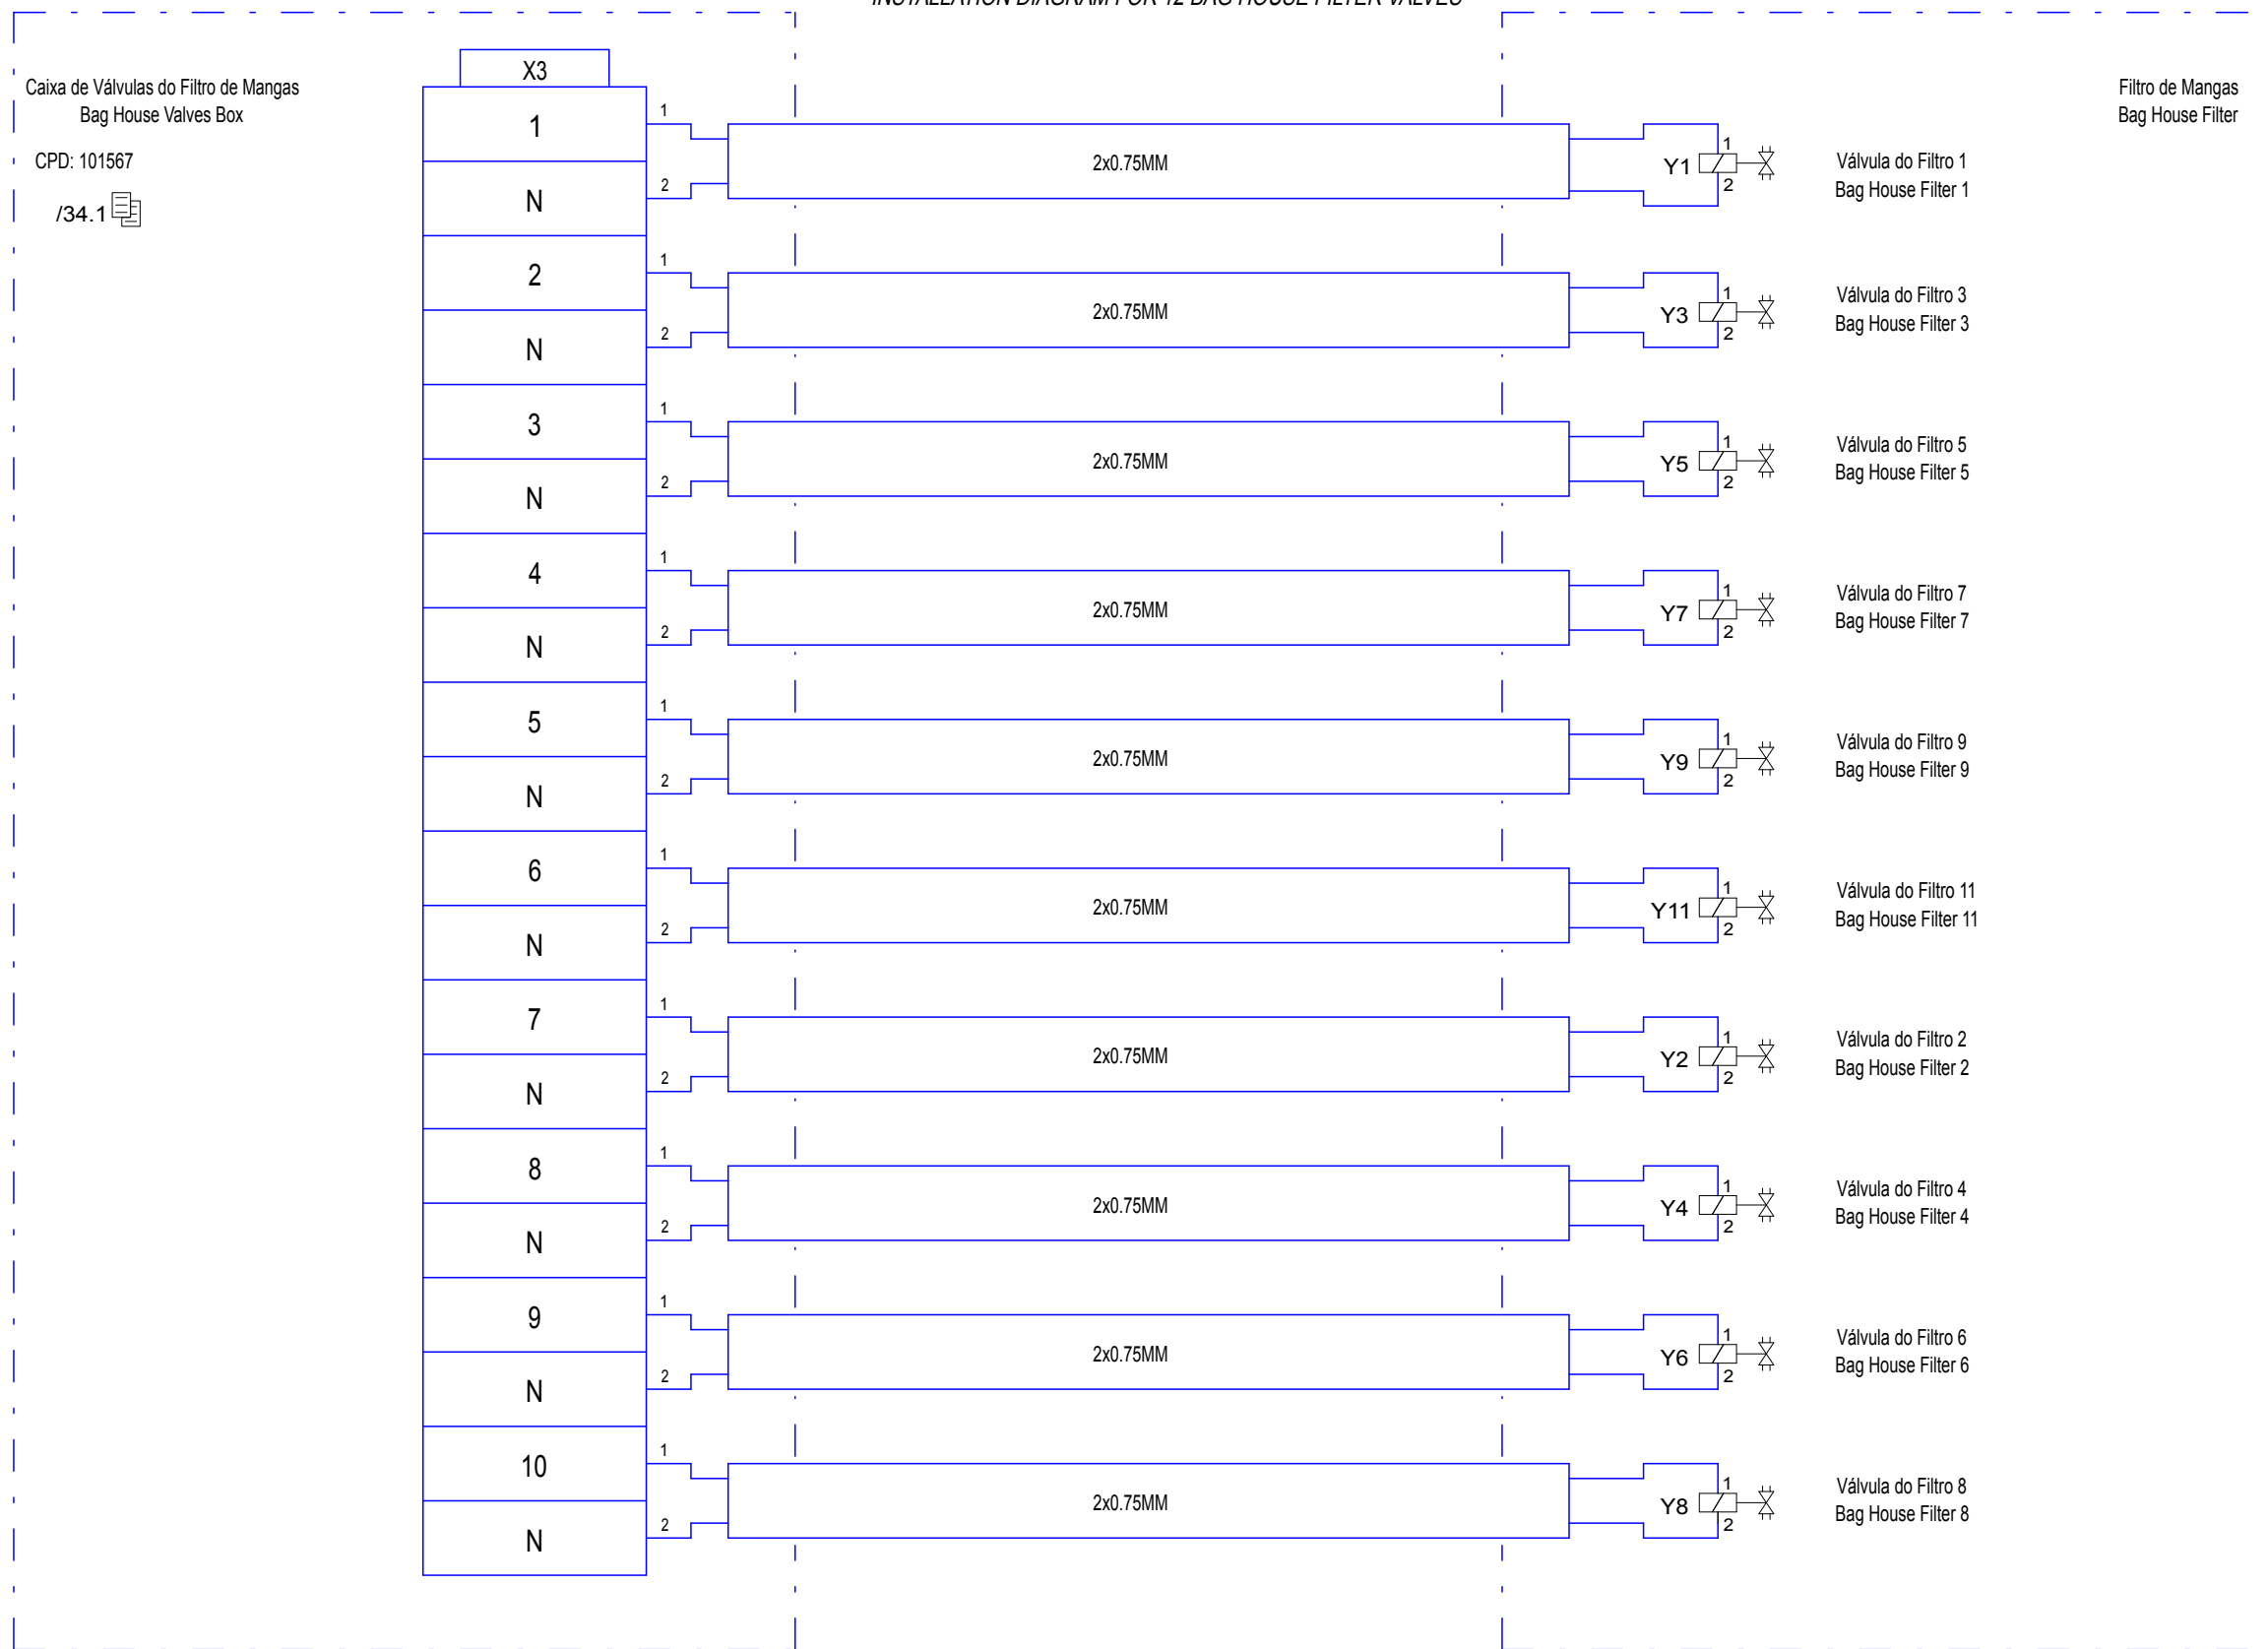 INSTALLATION DIAGRAM FOR 12 BAG HOUSE FILTER VALVES
Caixa de Válvulas do Filtro de Mangas
Bag House Valves Box
CPD: 101567
/34.1
Filtro de Mangas
Bag House Filter
X3
1
1
2x0.75MM
Y1
1
2
Válvula do Filtro 1
Bag House Filter 1
N
2
2
1
2x0.75MM
Y3
1
2
Válvula do Filtro 3
Bag House Filter 3
N
2
3
1
2x0.75MM
Y5
1
2
Válvula do Filtro 5
Bag House Filter 5
N
2
4
1
2x0.75MM
Y7
1
2
Válvula do Filtro 7
Bag House Filter 7
N
2
5
1
2x0.75MM
Y9
1
2
Válvula do Filtro 9
Bag House Filter 9
N
2
6
1
2x0.75MM
Y11
1
2
Válvula do Filtro 11
Bag House Filter 11
N
2
7
1
2x0.75MM
Y2
1
2
Válvula do Filtro 2
Bag House Filter 2
N
2
8
1
2x0.75MM
Y4
1
2
Válvula do Filtro 4
Bag House Filter 4
N
2
9
1
2x0.75MM
Y6
1
2
Válvula do Filtro 6
Bag House Filter 6
N
2
10
1
2x0.75MM
Y8
1
2
Válvula do Filtro 8
Bag House Filter 8
N
2